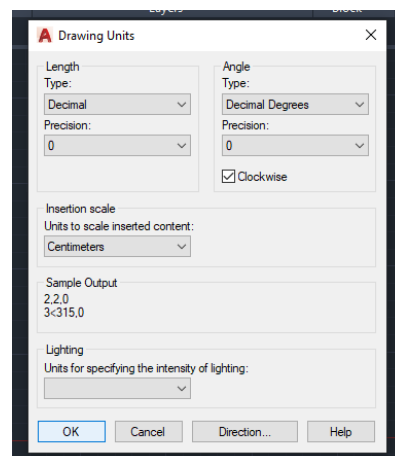 Layers Block
Drawing Units
Length
Type:
Decimal
Precision:
0
Angle
Type:
Decimal Degrees
Precision:
0
Clockwise
Insertion scale
Units to scale inserted content:
Centimeters
Sample Output
2,2,0
3<315,0
Lighting
Units for specifying the intensity of lighting:
OK Cancel Direction... Help